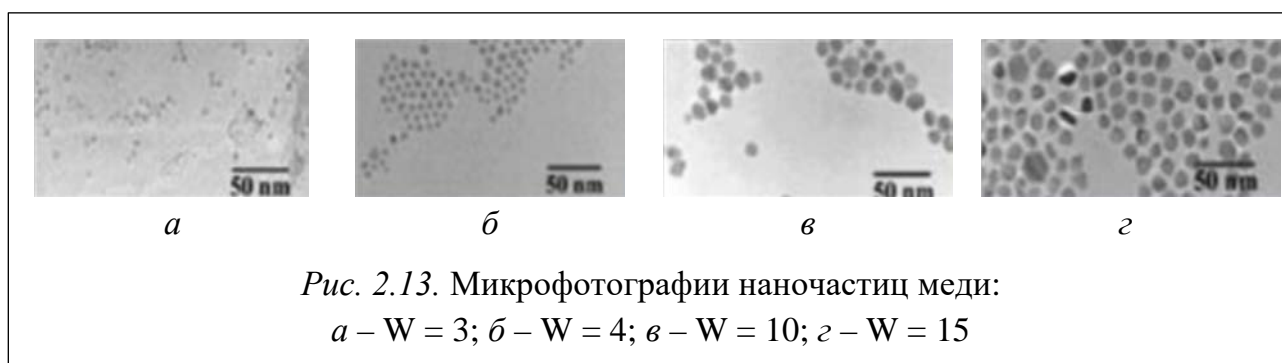 50 nm 50 nm 50 nm 50 nm
а б в г
Рис. 2.13. Микрофотографии наночастиц меди:
а – W = 3; б – W = 4; в – W = 10; г – W = 15